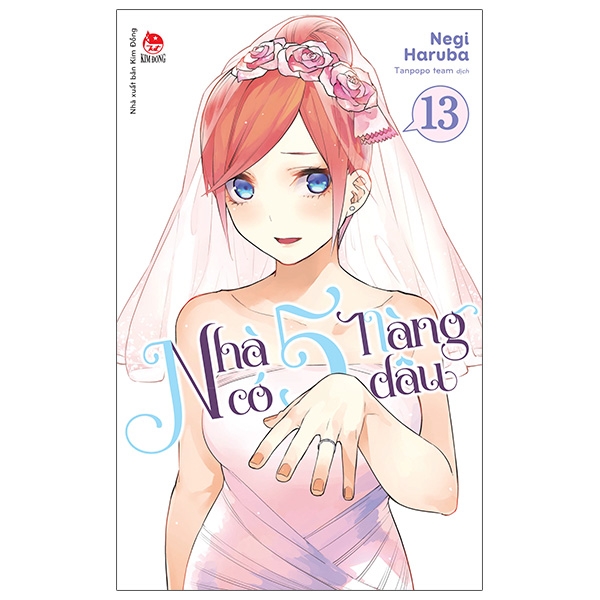 Nhà xuất bản Kim Đồng
KIM ĐỒNG
Negi
Haruba
Tanpopo team dịch
13
Nhà có 5 nàng dâu